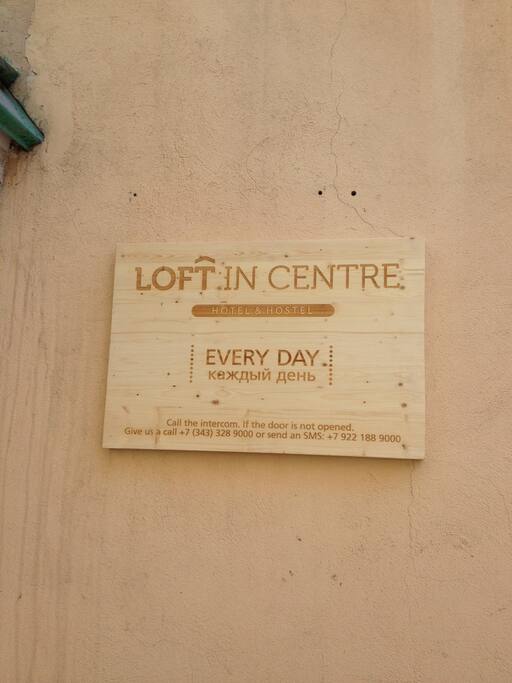 LOFT IN CENTRE
HOTEL & HOSTEL
EVERY DAY
каждый день
Call the intercom. If the door is not opened.
Give us a call +7 (343) 328 9000 or send an SMS: +7 922 188 9000